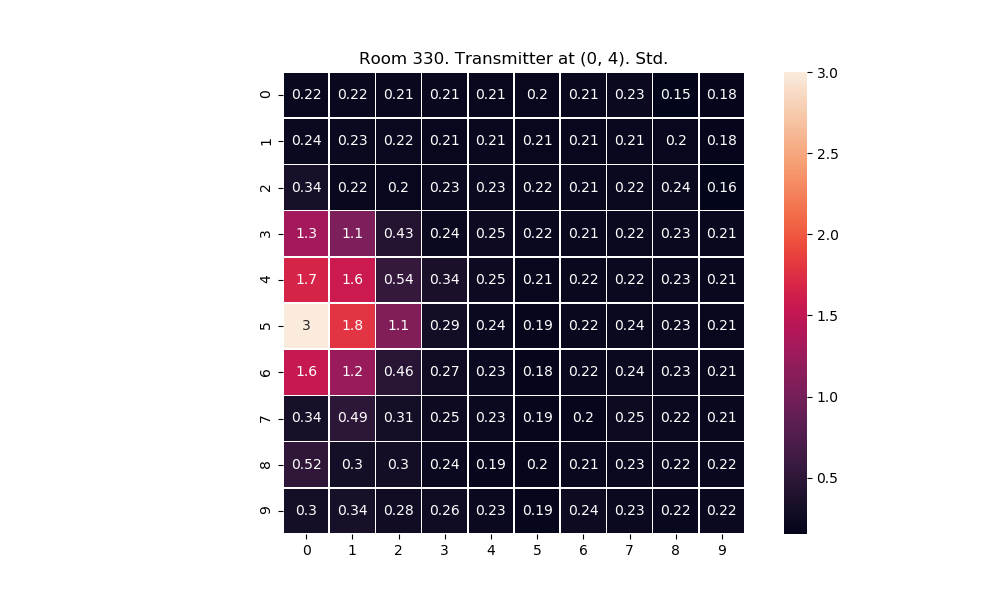 Room 330. Transmitter at (0, 4). Std.
0 0.22 0.22 0.21 0.21 0.21 0.2 0.21 0.23 0.15 0.18
1 0.24 0.23 0.22 0.21 0.21 0.21 0.21 0.21 0.2 0.18
2 0.34 0.22 0.2 0.23 0.23 0.22 0.21 0.22 0.24 0.16
3 1.3 1.1 0.43 0.24 0.25 0.22 0.21 0.22 0.23 0.21
4 1.7 1.6 0.54 0.34 0.25 0.21 0.22 0.22 0.23 0.21
5 3 1.8 1.1 0.29 0.24 0.19 0.22 0.24 0.23 0.21
6 1.6 1.2 0.46 0.27 0.23 0.18 0.22 0.24 0.23 0.21
7 0.34 0.49 0.31 0.25 0.23 0.19 0.2 0.25 0.22 0.21
8 0.52 0.3 0.3 0.24 0.19 0.2 0.21 0.23 0.22 0.22
9 0.3 0.34 0.28 0.26 0.23 0.19 0.24 0.23 0.22 0.22
0 1 2 3 4 5 6 7 8 9
3.0
2.5
2.0
1.5
1.0
0.5